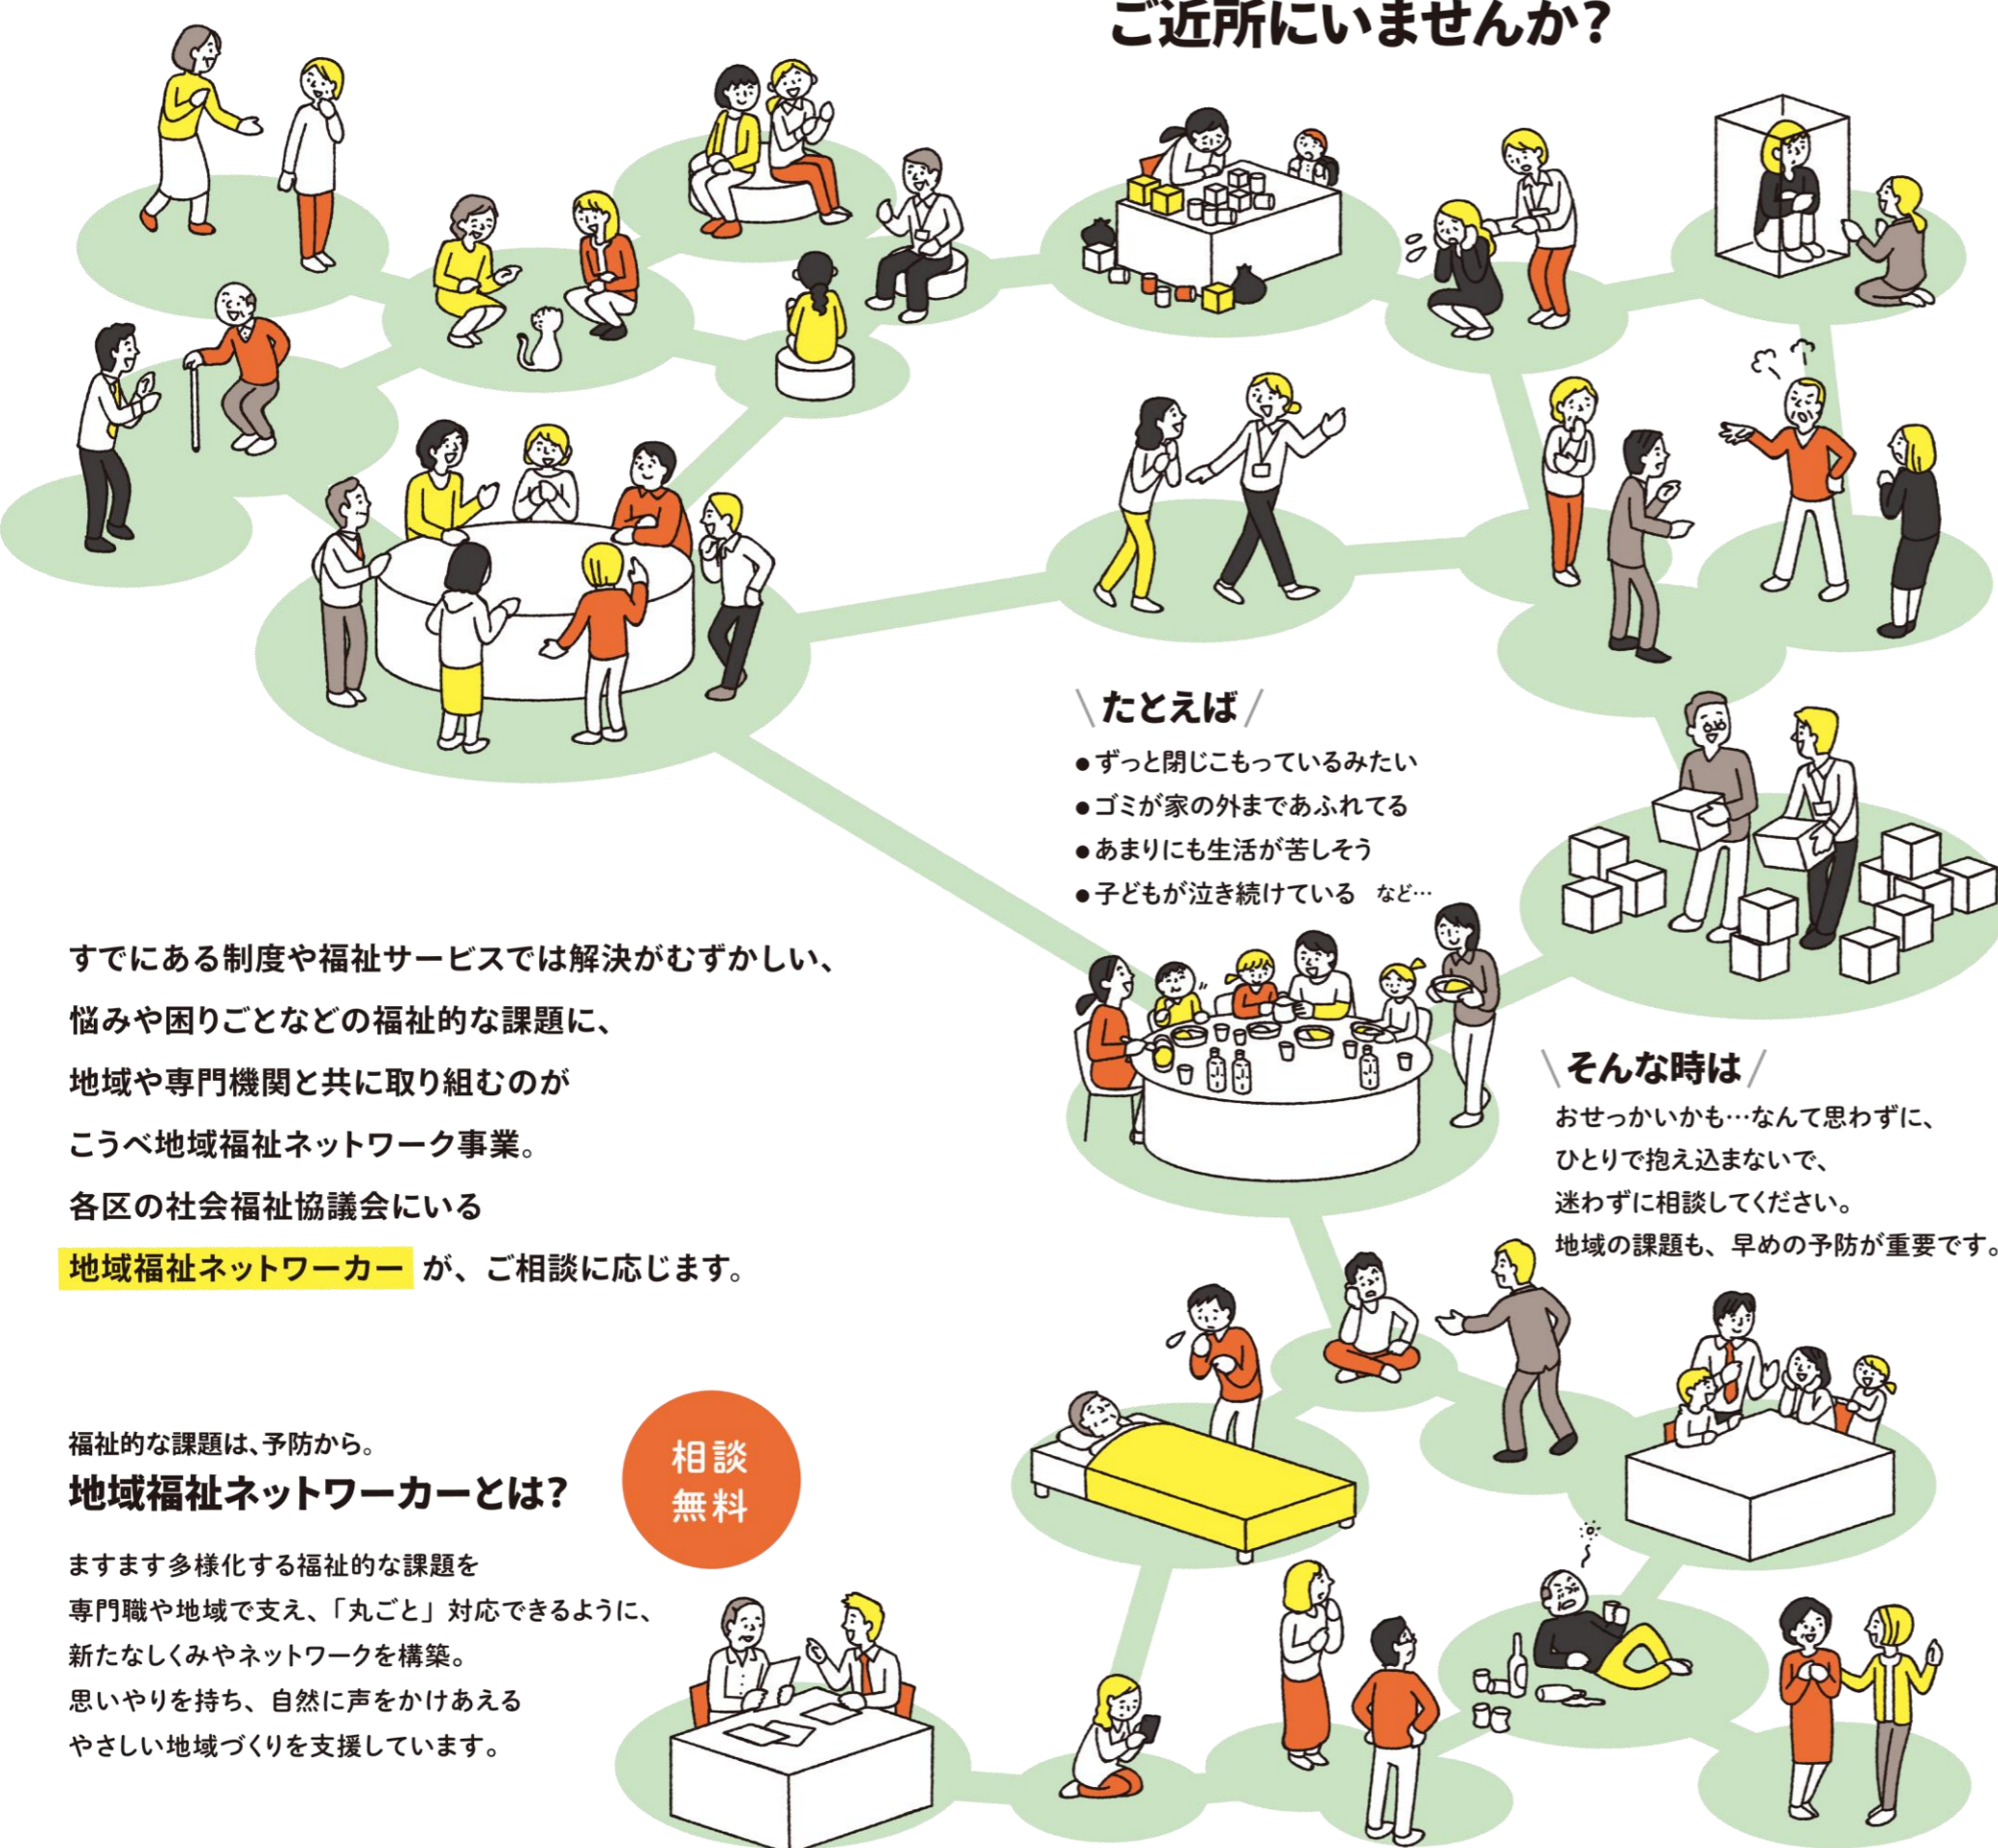 ご近所にいませんか?
たとえば
●ずっと閉じこもっているみたい
●ゴミが家の外まであふれてる
●あまりにも生活が苦しそう
●子どもが泣き続けている　など…
そんな時は
おせっかいかも…なんて思わずに、
ひとりで抱え込まないで、
迷わずに相談してください。
地域の課題も、早めの予防が重要です。
すでにある制度や福祉サービスでは解決がむずかしい、
悩みや困りごとなどの福祉的な課題に、
地域や専門機関と共に取り組むのが
こうべ地域福祉ネットワーク事業。
各区の社会福祉協議会にいる
地域福祉ネットワーカー が、ご相談に応じます。
福祉的な課題は、予防から。
地域福祉ネットワーカーとは?
相談
無料
ますます多様化する福祉的な課題を
専門職や地域で支え、「丸ごと」対応できるように、
新たなしくみやネットワークを構築。
思いやりを持ち、自然に声をかけあえる
やさしい地域づくりを支援しています。